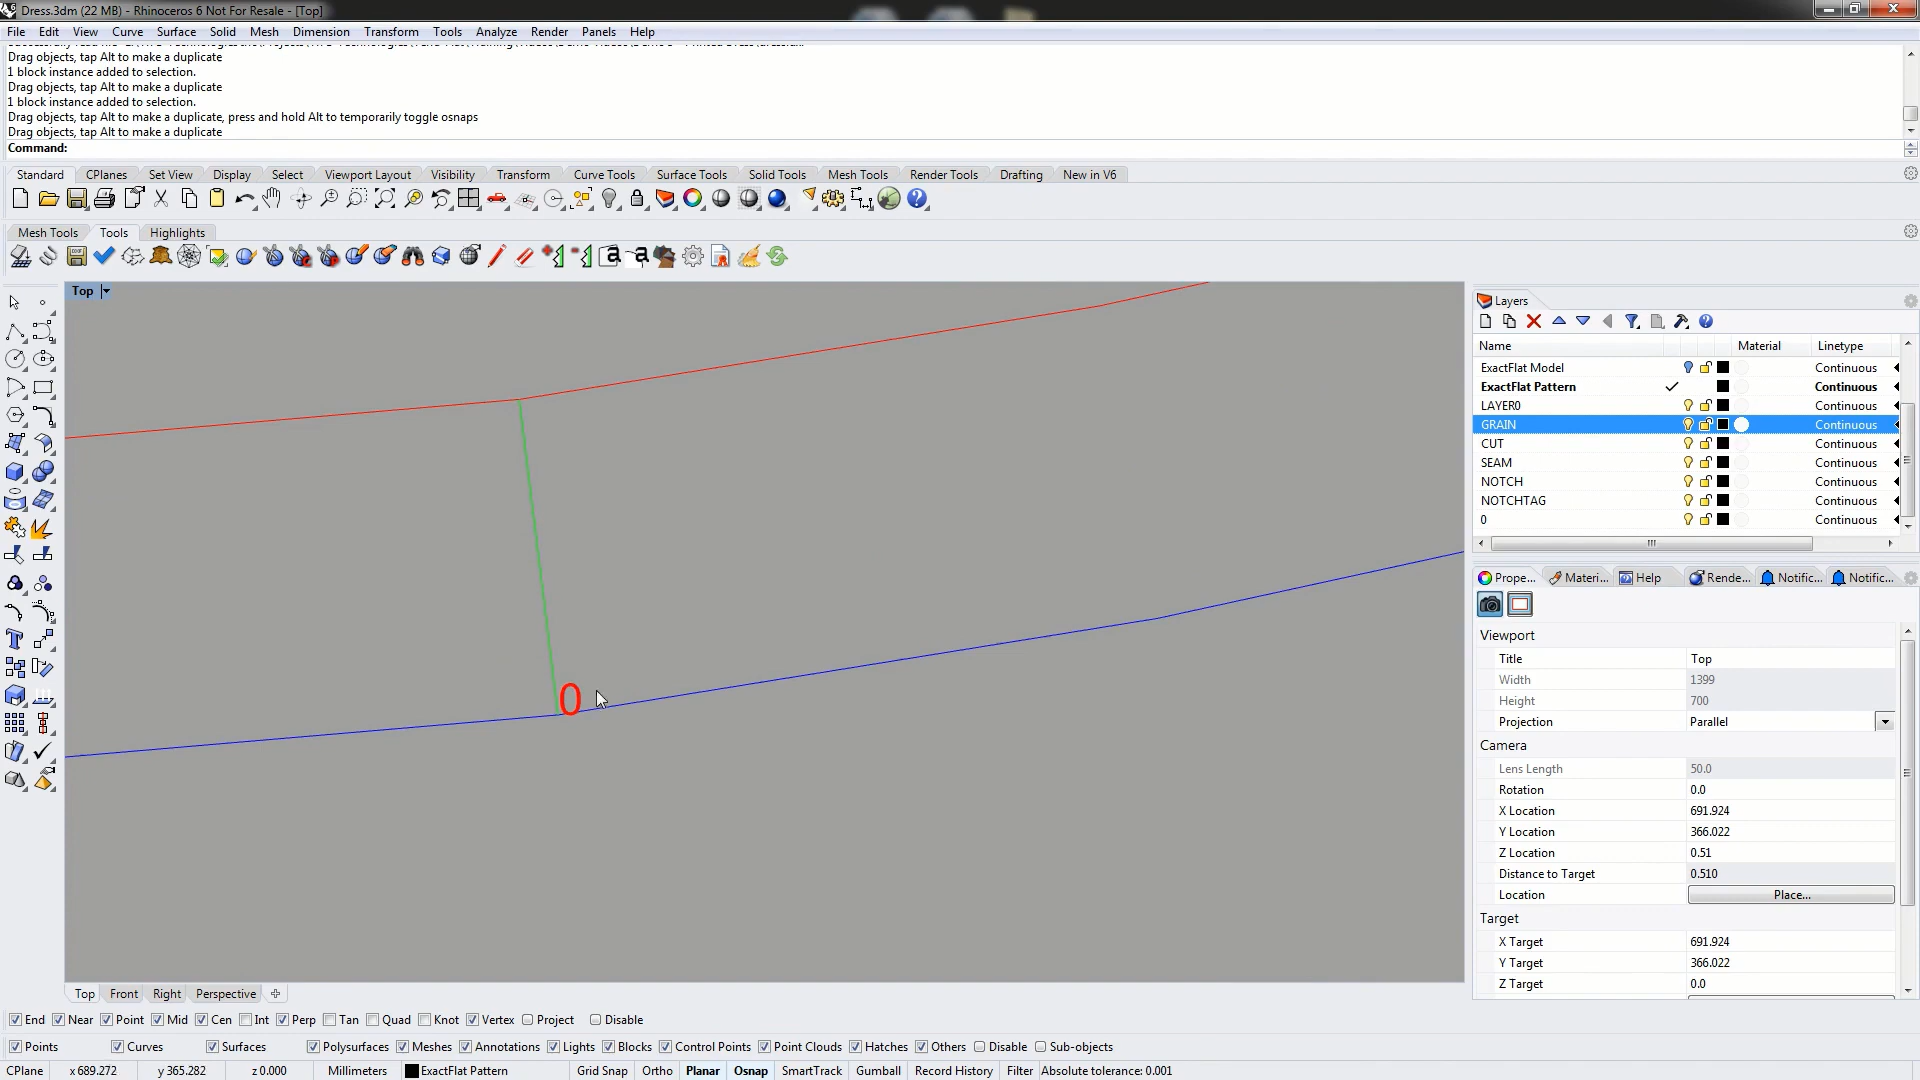 Dress.3dm (22 MB) - Rhinoceros 6 Not For Resale - [Top]
File Edit View Curve Surface Solid Mesh Dimension Transform Tools Analyze Render Panels Help
Drag objects, tap Alt to make a duplicate
1 block instance added to selection.
Drag objects, tap Alt to make a duplicate
1 block instance added to selection.
Drag objects, tap Alt to make a duplicate, press and hold Alt to temporarily toggle osnaps
Drag objects, tap Alt to make a duplicate
Command:
Standard CPlanes Set View Display Select Viewport Layout Visibility Transform Curve Tools Surface Tools Solid Tools Mesh Tools Render Tools Drafting New in V6
Mesh Tools Tools Highlights
Top
0
Layers
Name Material Linetype
ExactFlat Model Continuous
ExactFlat Pattern Continuous
LAYER0 Continuous
GRAIN Continuous
CUT Continuous
SEAM Continuous
NOTCH Continuous
NOTCHTAG Continuous
0 Continuous
Prope... Materi... Help Rende... Notific... Notific...
Viewport
Title Top
Width 1399
Height 700
Projection Parallel
Camera
Lens Length 50.0
Rotation 0.0
X Location 691.924
Y Location 366.022
Z Location 0.51
Distance to Target 0.510
Location Place...
Target
X Target 691.924
Y Target 366.022
Z Target 0.0
Top Front Right Perspective
End Near Point Mid Cen Int Perp Tan Quad Knot Vertex Project Disable
Points Curves Surfaces Polysurfaces Meshes Annotations Lights Blocks Control Points Point Clouds Hatches Others Disable Sub-objects
CPlane x 689.272 y 365.282 z 0.000 Millimeters ExactFlat Pattern Grid Snap Ortho Planar Osnap SmartTrack Gumball Record History Filter Absolute tolerance: 0.001